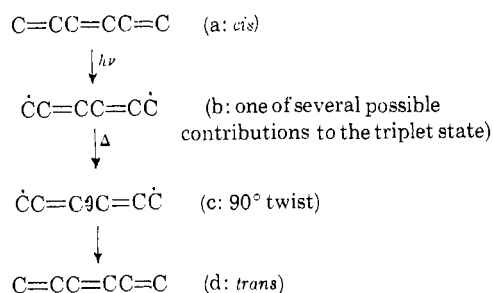 C=CC=CC=C (a: cis)
hν
ĊC=CC=CĊ (b: one of several possible
contributions to the triplet state)
Δ
ĊC=CϑC=CĊ (c: 90° twist)
C=CC=CC=C (d: trans)